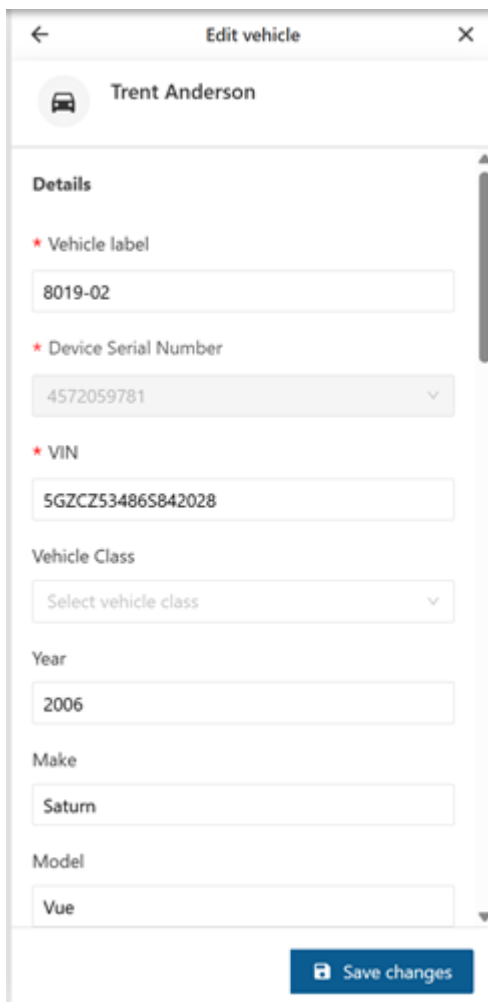 Edit vehicle
Trent Anderson
Details
* Vehicle label
8019-02
* Device Serial Number
4572059781
* VIN
5GZCZ53486S842028
Vehicle Class
Select vehicle class
Year
2006
Make
Saturn
Model
Vue
Save changes